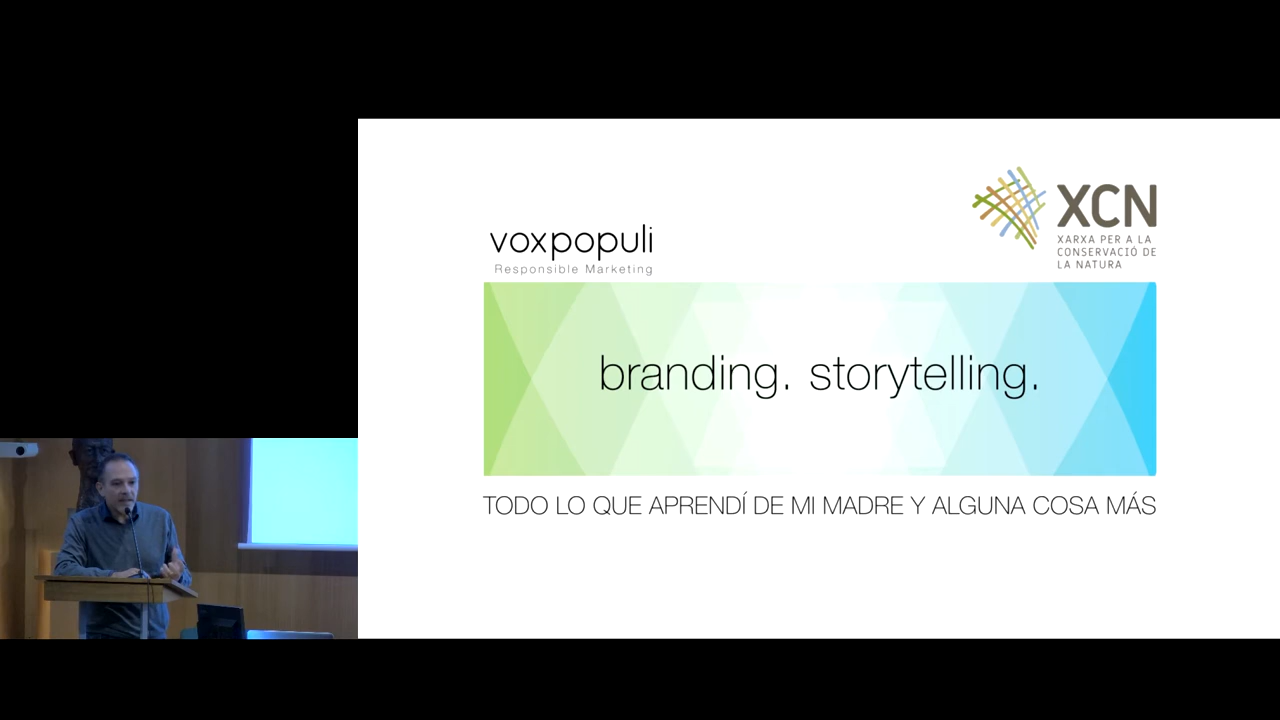 XCN
XARXA PER A LA
CONSERVACIÓ DE
LA NATURA
voxpopuli
Responsible Marketing
branding. storytelling.
TODO LO QUE APRENDÍ DE MI MADRE Y ALGUNA COSA MÁS